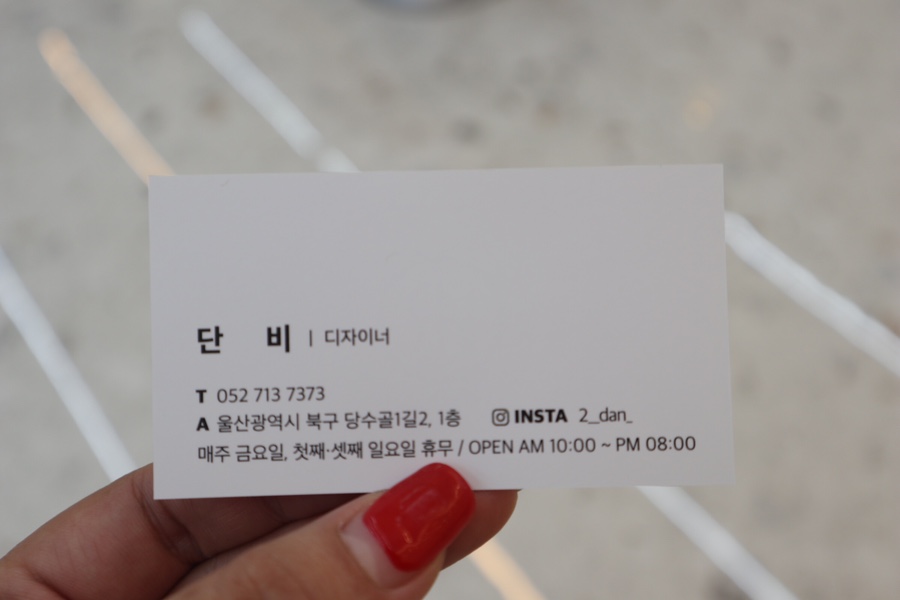 단 비 | 디자이너
T 052 713 7373
A 울산광역시 북구 당수골1길2, 1층 INSTA 2__dan_
매주 금요일, 첫째·셋째 일요일 휴무 / OPEN AM 10:00 ~ PM 08:00